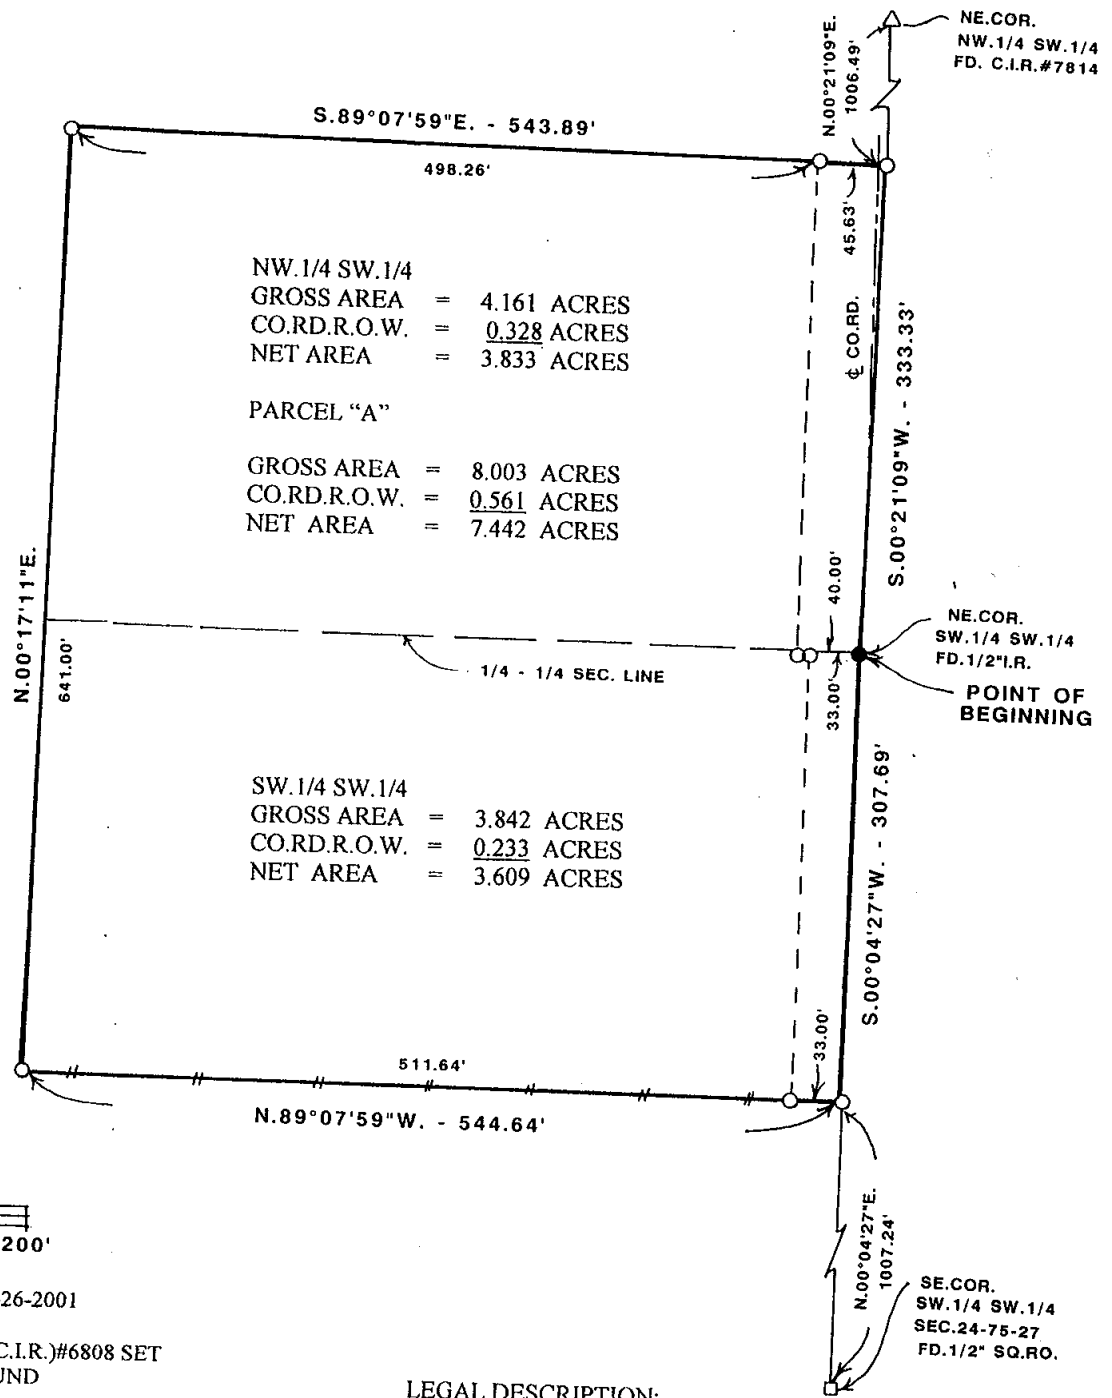 NE.COR.
NW.1/4 SW.1/4
FD. C.I.R.#7814
N.00°21'09"E.
1006.49'
S.89°07'59"E. - 543.89'
498.26'
45.63'
℄ CO.RD.
S.00°21'09"W. - 333.33'
NW.1/4 SW.1/4
GROSS AREA = 4.161 ACRES
CO.RD.R.O.W. = 0.328 ACRES
NET AREA = 3.833 ACRES
PARCEL “A”
GROSS AREA = 8.003 ACRES
CO.RD.R.O.W. = 0.561 ACRES
NET AREA = 7.442 ACRES
N.00°17'11"E.
641.00'
40.00'
33.00'
1/4 - 1/4 SEC. LINE
NE.COR.
SW.1/4 SW.1/4
FD.1/2"I.R.
POINT OF
BEGINNING
SW.1/4 SW.1/4
GROSS AREA = 3.842 ACRES
CO.RD.R.O.W. = 0.233 ACRES
NET AREA = 3.609 ACRES
S.00°04'27"W. - 307.69'
33.00'
511.64'
N.89°07'59"W. - 544.64'
N.00°04'27"E.
1007.24'
SE.COR.
SW.1/4 SW.1/4
SEC.24-75-27
FD.1/2" SQ.RO.
200'
26-2001
C.I.R.)#6808 SET
UND
LEGAL DESCRIPTION: